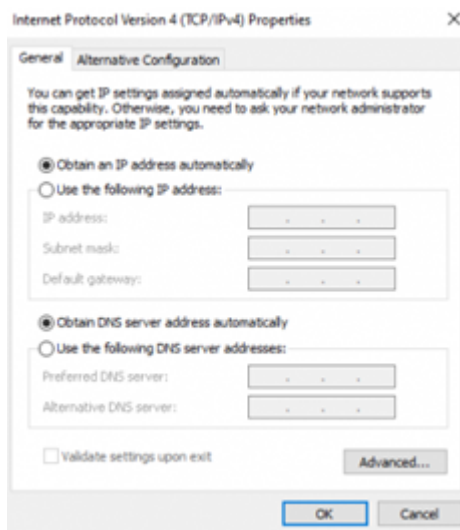 Internet Protocol Version 4 (TCP/IPv4) Properties
General Alternative Configuration
You can get IP settings assigned automatically if your network supports
this capability. Otherwise, you need to ask your network administrator
for the appropriate IP settings.
Obtain an IP address automatically
Use the following IP address:
IP address:
Subnet mask:
Default gateway:
Obtain DNS server address automatically
Use the following DNS server addresses:
Preferred DNS server:
Alternative DNS server:
Validate settings upon exit
Advanced...
OK Cancel